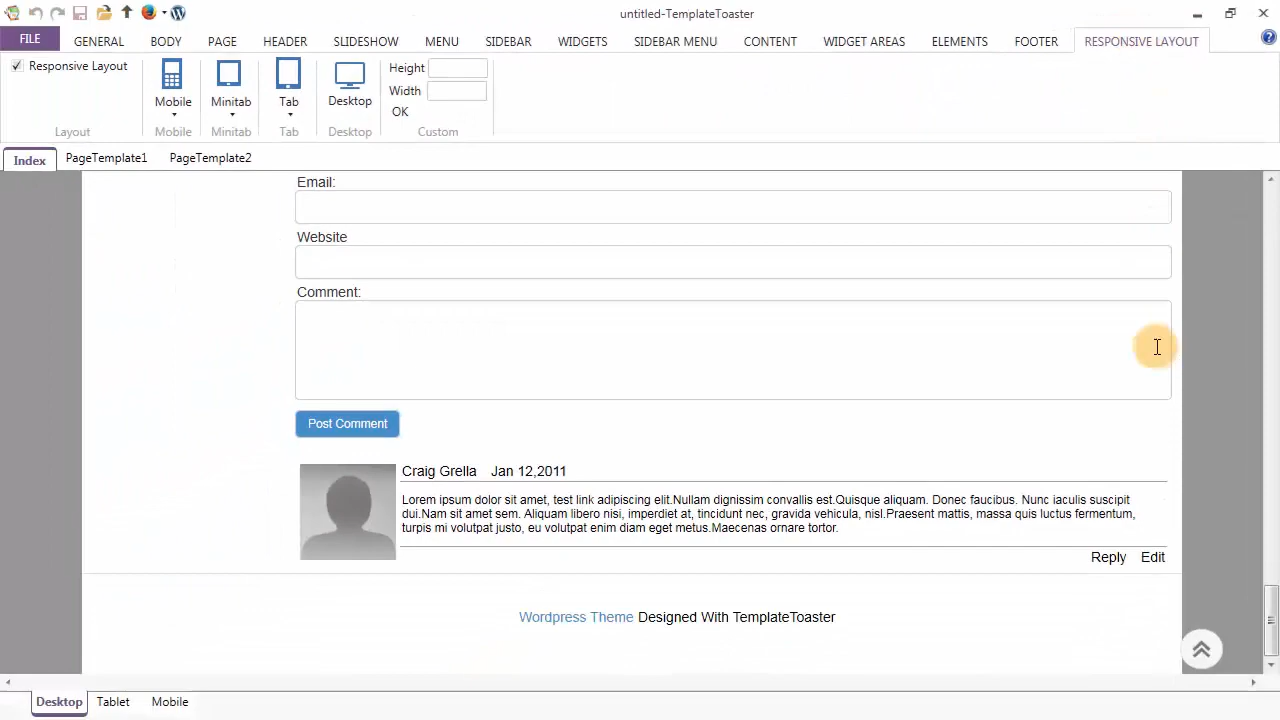 untitled-TemplateToaster
FILE GENERAL BODY PAGE HEADER SLIDESHOW MENU SIDEBAR WIDGETS SIDEBAR MENU CONTENT WIDGET AREAS ELEMENTS FOOTER RESPONSIVE LAYOUT
Responsive Layout
Mobile
Minitab
Tab
Desktop
Height
Width
OK
Layout Mobile Minitab Tab Desktop Custom
Index PageTemplate1 PageTemplate2
Email:
Website
Comment:
Post Comment
Craig Grella Jan 12,2011
Lorem ipsum dolor sit amet, test link adipiscing elit.Nullam dignissim convallis est.Quisque aliquam. Donec faucibus. Nunc iaculis suscipit
dui.Nam sit amet sem. Aliquam libero nisi, imperdiet at, tincidunt nec, gravida vehicula, nisl.Praesent mattis, massa quis luctus fermentum,
turpis mi volutpat justo, eu volutpat enim diam eget metus.Maecenas ornare tortor.
Reply Edit
Wordpress Theme Designed With TemplateToaster
Desktop Tablet Mobile